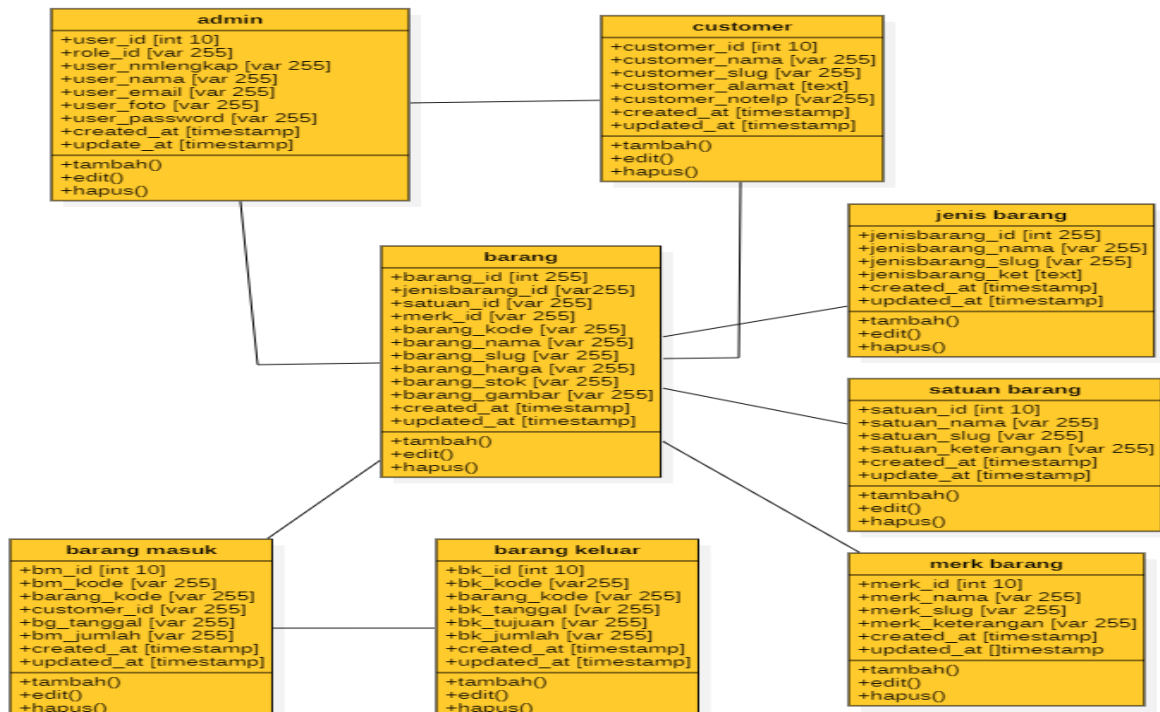 admin
+user_id [int 10]
+role_id [var 255]
+user_nmlengkap [var 255]
+user_nama [var 255]
+user_email [var 255]
+user_foto [var 255]
+user_password [var 255]
+created_at [timestamp]
+update_at [timestamp]
+tambah()
+edit()
+hapus()
customer
+customer_id [int 10]
+customer_nama [var 255]
+customer_slug [var 255]
+customer_alamat [text]
+customer_notelp [var255]
+created_at [timestamp]
+updated_at [timestamp]
+tambah()
+edit()
+hapus()
jenis barang
+jenisbarang_id [int 255]
+jenisbarang_nama [var 255]
+jenisbarang_slug [var 255]
+jenisbarang_ket [text]
+created_at [timestamp]
+updated_at [timestamp]
+tambah()
+edit()
+hapus()
barang
+barang_id [int 255]
+jenisbarang_id [var255]
+satuan_id [var 255]
+merk_id [var 255]
+barang_kode [var 255]
+barang_nama [var 255]
+barang_slug [var 255]
+barang_harga [var 255]
+barang_stok [var 255]
+barang_gambar [var 255]
+created_at [timestamp]
+updated_at [timestamp]
+tambah()
+edit()
+hapus()
satuan barang
+satuan_id [int 10]
+satuan_nama [var 255]
+satuan_slug [var 255]
+satuan_keterangan [var 255]
+created_at [timestamp]
+update_at [timestamp]
+tambah()
+edit()
+hapus()
barang masuk
+bm_id [int 10]
+bm_kode [var 255]
+barang_kode [var 255]
+customer_id [var 255]
+bg_tanggal [var 255]
+bm_jumlah [var 255]
+created_at [timestamp]
+updated_at [timestamp]
+tambah()
+edit()
+hapus()
barang keluar
+bk_id [int 10]
+bk_kode [var255]
+barang_kode [var 255]
+bk_tanggal [var 255]
+bk_tujuan [var 255]
+bk_jumlah [var 255]
+created_at [timestamp]
+updated_at [timestamp]
+tambah()
+edit()
+hapus()
merk barang
+merk_id [int 10]
+merk_nama [var 255]
+merk_slug [var 255]
+merk_keterangan [var 255]
+created_at [timestamp]
+updated_at []timestamp
+tambah()
+edit()
+hapus()